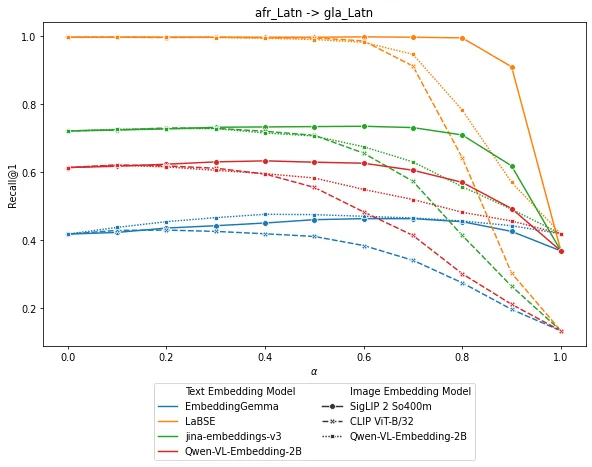 afr_Latn -> gla_Latn
Recall@1
1.0
0.8
0.6
0.4
0.2
0.0 0.2 0.4 0.6 0.8 1.0
α
Text Embedding Model
EmbeddingGemma
LaBSE
jina-embeddings-v3
Qwen-VL-Embedding-2B
Image Embedding Model
SigLIP 2 So400m
CLIP ViT-B/32
Qwen-VL-Embedding-2B